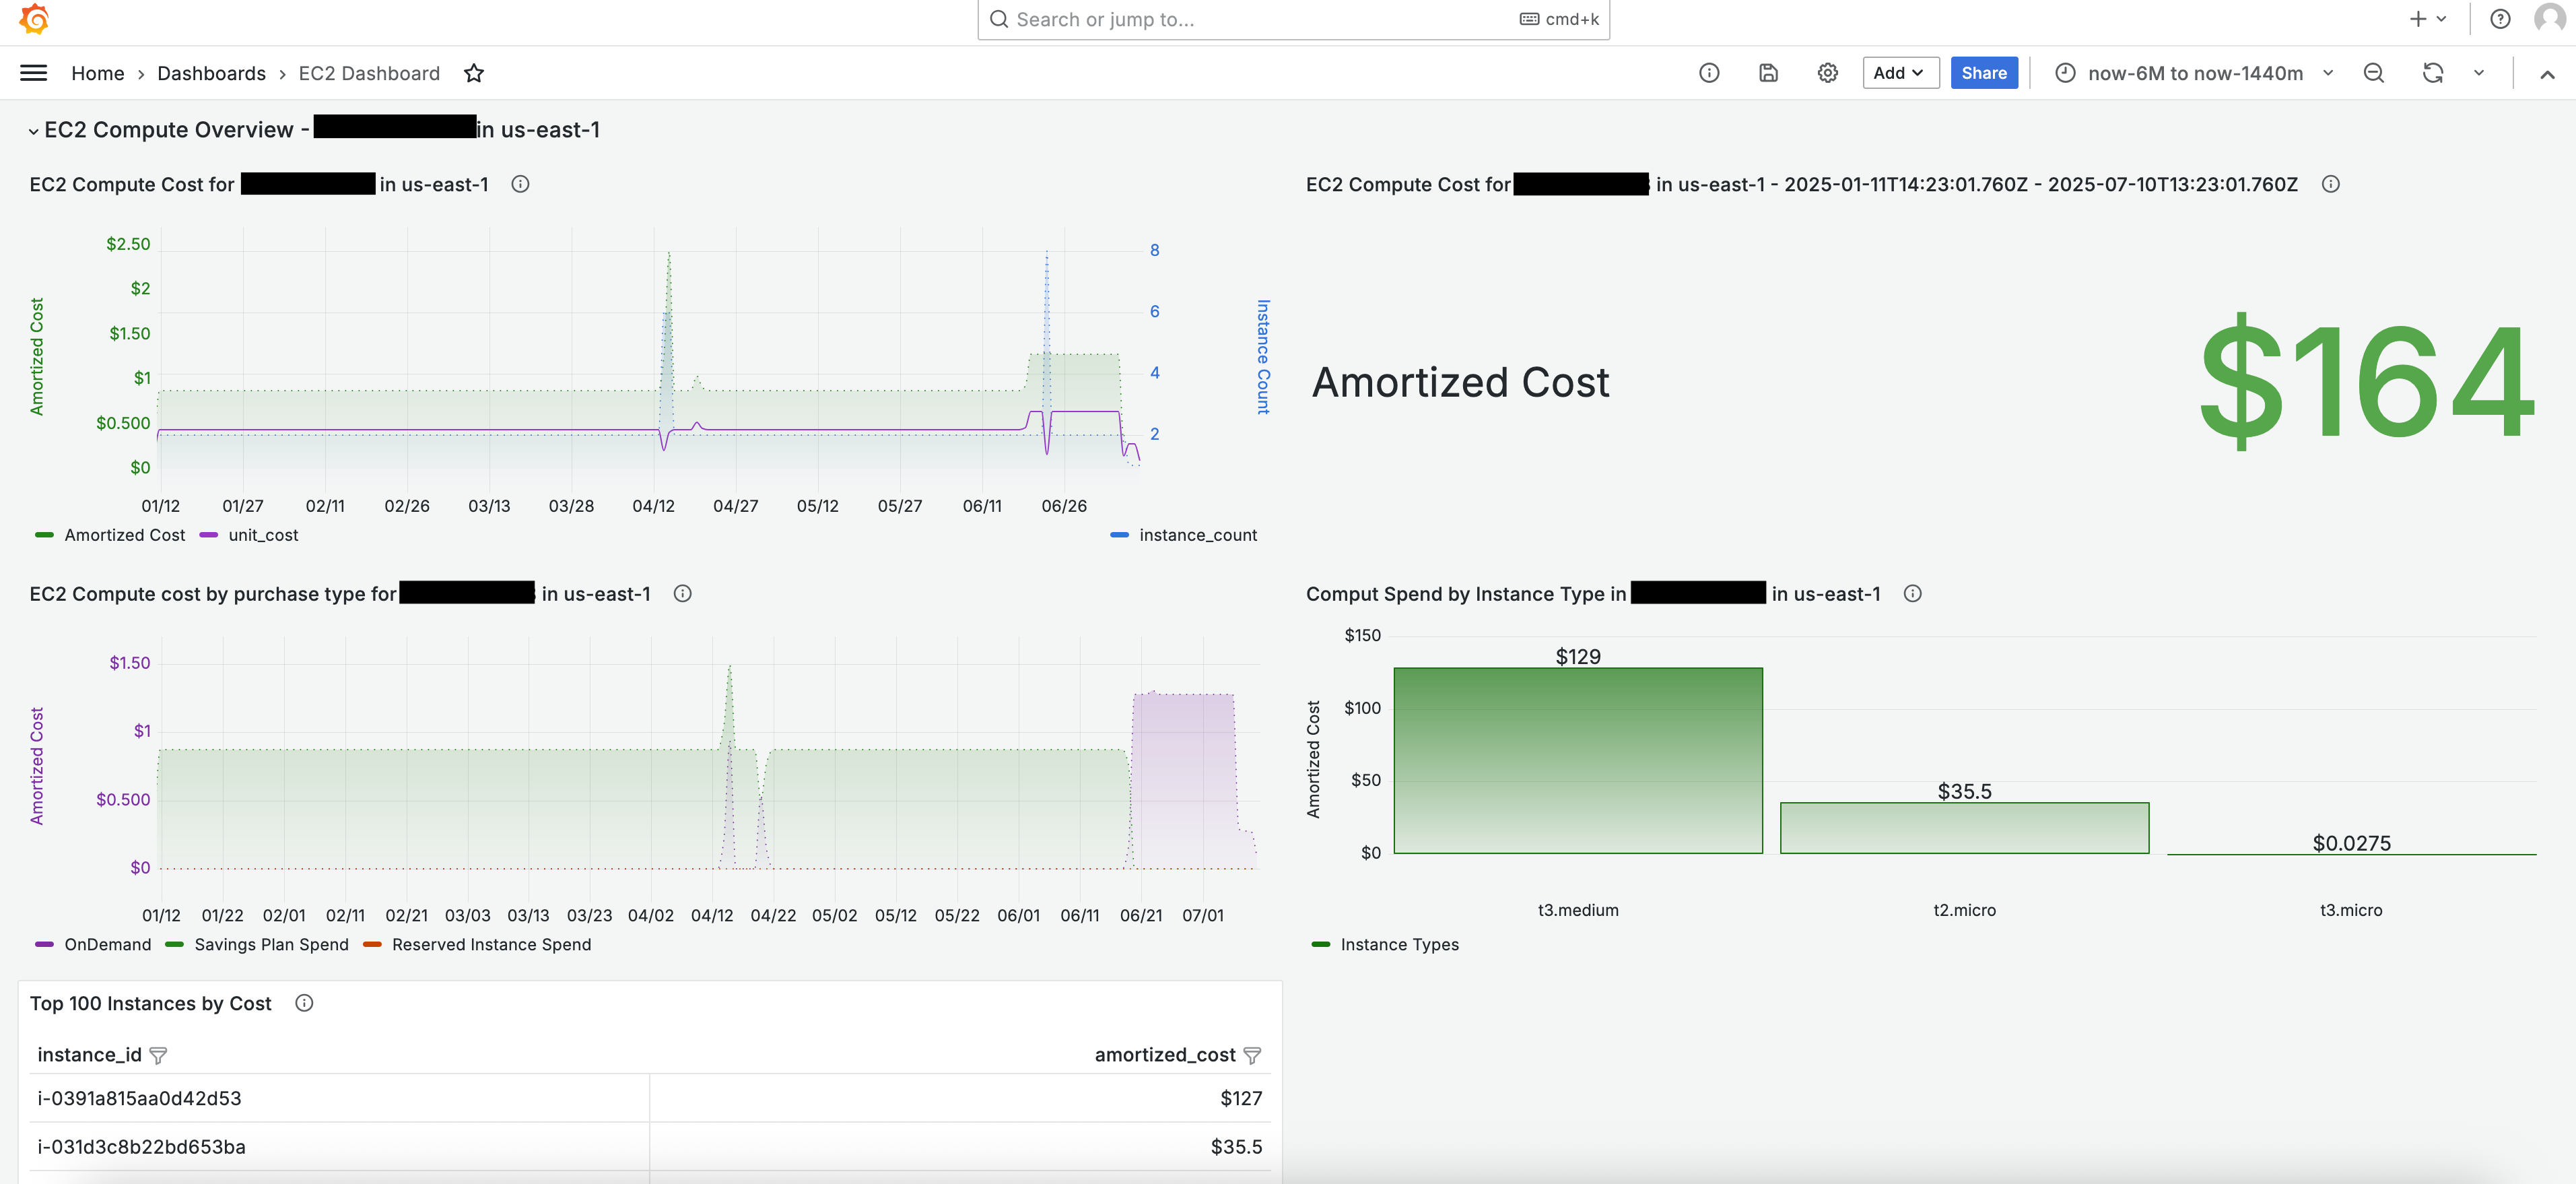 Search or jump to... cmd+k
Home › Dashboards › EC2 Dashboard Add Share now-6M to now-1440m
EC2 Compute Overview - in us-east-1
EC2 Compute Cost for in us-east-1
$2.50
$2
$1.50
$1
$0.500
$0
Amortized Cost
8
6
4
2
Instance Count
01/12 01/27 02/11 02/26 03/13 03/28 04/12 04/27 05/12 05/27 06/11 06/26
Amortized Cost unit_cost instance_count
EC2 Compute Cost for in us-east-1 - 2025-01-11T14:23:01.760Z - 2025-07-10T13:23:01.760Z
Amortized Cost $164
EC2 Compute cost by purchase type for in us-east-1
$1.50
$1
$0.500
$0
Amortized Cost
01/12 01/22 02/01 02/11 02/21 03/03 03/13 03/23 04/02 04/12 04/22 05/02 05/12 05/22 06/01 06/11 06/21 07/01
OnDemand Savings Plan Spend Reserved Instance Spend
Comput Spend by Instance Type in in us-east-1
$150
$100
$50
$0
Amortized Cost
$129
$35.5
$0.0275
t3.medium t2.micro t3.micro
Instance Types
Top 100 Instances by Cost
instance_id amortized_cost
i-0391a815aa0d42d53 $127
i-031d3c8b22bd653ba $35.5